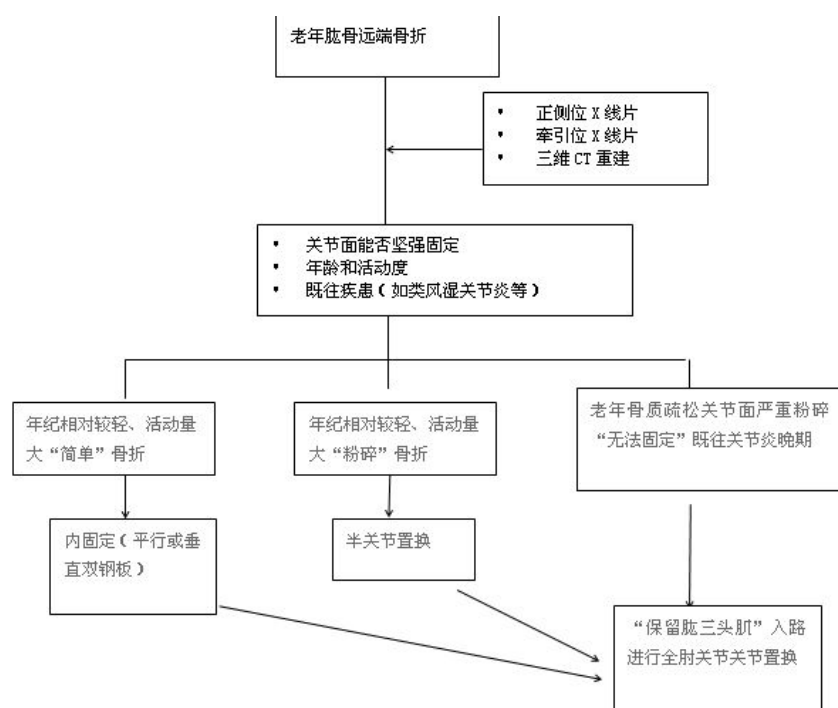 老年肱骨远端骨折
• 正侧位 X 线片
• 牵引位 X 线片
• 三维 CT 重建
• 关节面能否坚强固定
• 年龄和活动度
• 既往疾患（如类风湿关节炎等）
年纪相对较轻、活动量
大“简单”骨折
年纪相对较轻、活动量
大“粉碎”骨折
老年骨质疏松关节面严重粉碎
“无法固定”既往关节炎晚期
内固定（平行或垂
直双钢板）
半关节置换
“保留肱三头肌”入路
进行全肘关节关节置换